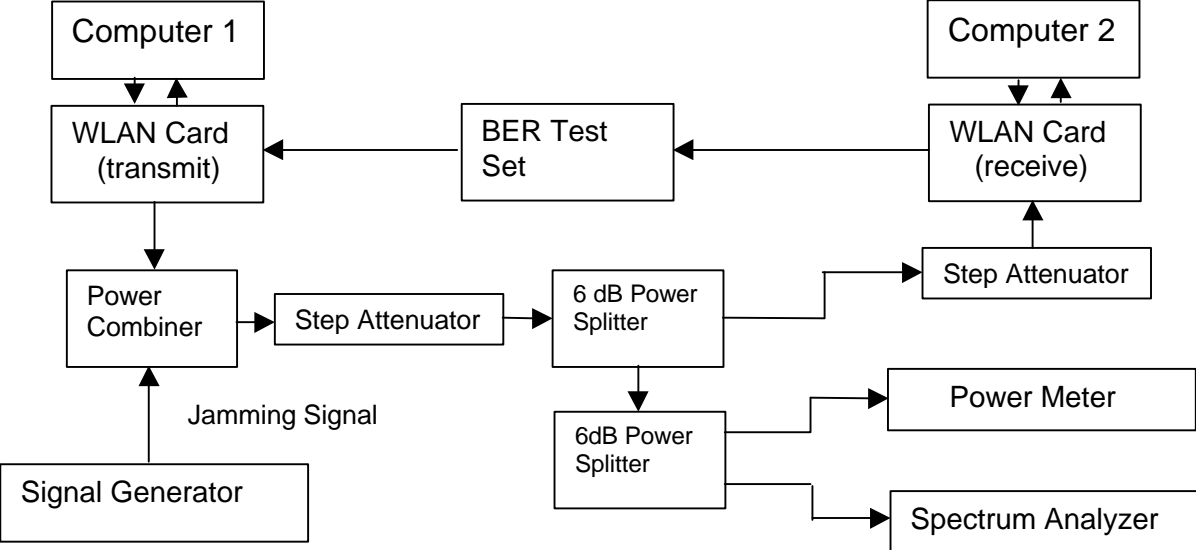 Computer 1
Computer 2
WLAN Card
(transmit)
BER Test
Set
WLAN Card
(receive)
Step Attenuator
Power
Combiner
Step Attenuator
6 dB Power
Splitter
Jamming Signal
6dB Power
Splitter
Power Meter
Signal Generator
Spectrum Analyzer